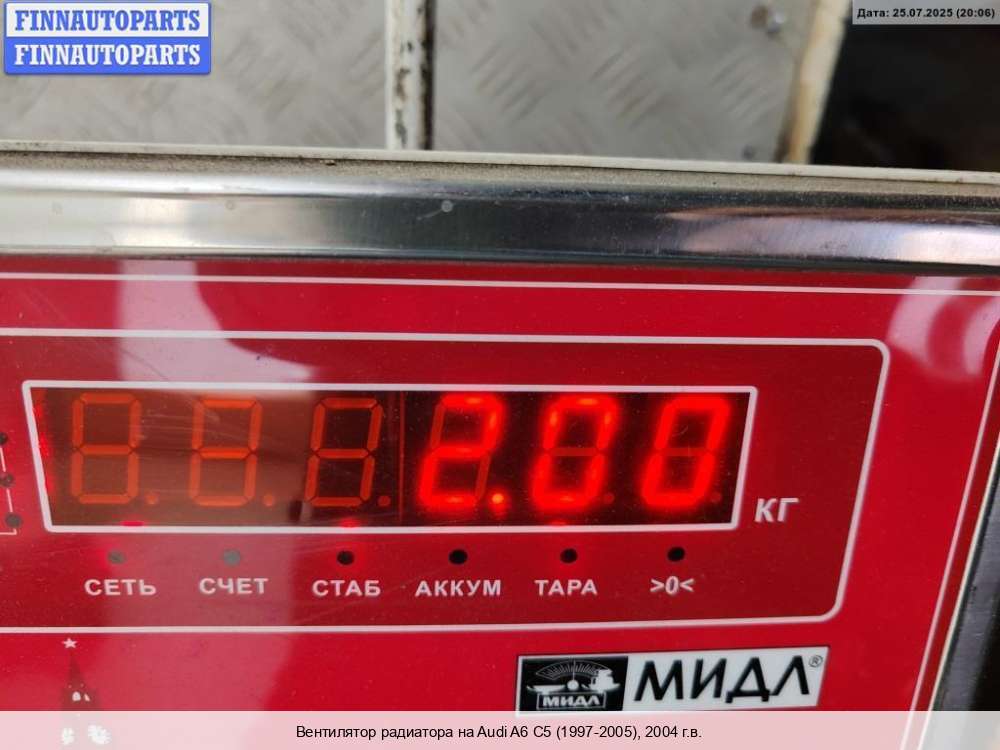 FINNAUTOPARTS
FINNAUTOPARTS
Дата: 25.07.2025 (20:06)
2.00
КГ
СЕТЬ СЧЕТ СТАБ АККУМ ТАРА >0<
МИДЛ МИДЛ®
Вентилятор радиатора на Audi A6 C5 (1997-2005), 2004 г.в.